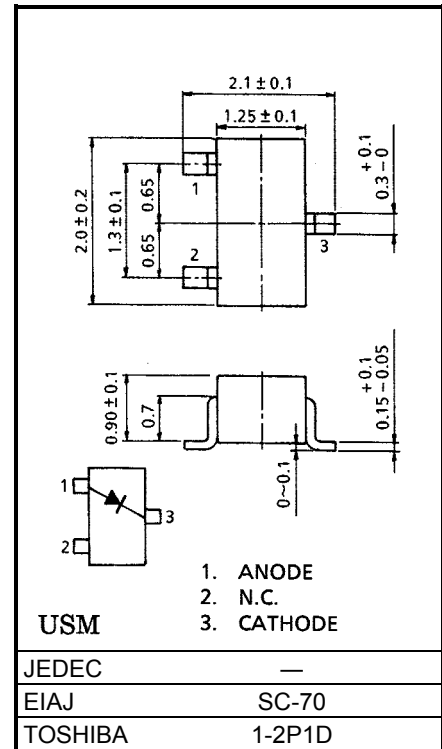 2.1 ± 0.1
1.25 ± 0.1
+ 0.1
0.3 – 0
2.0 ± 0.2
1.3 ± 0.1
0.65
0.65
1
2
3
0.90 ± 0.1
0.7
0~0.1
+ 0.1
0.15 – 0.05
1
3
2
1. ANODE
2. N.C.
3. CATHODE
USM
JEDEC —
EIAJ SC-70
TOSHIBA 1-2P1D